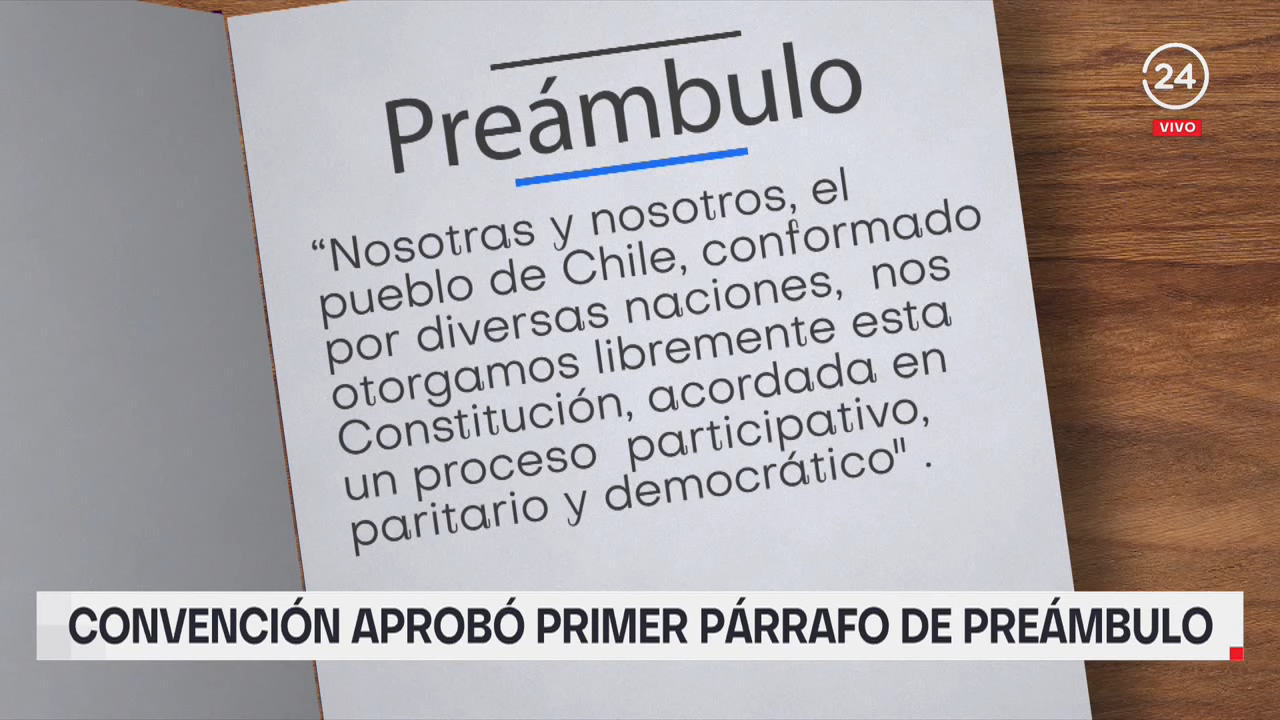 Preámbulo
“Nosotras y nosotros, el
pueblo de Chile, conformado
por diversas naciones,  nos
otorgamos libremente esta
Constitución, acordada en
un proceso  participativo,
paritario y democrático" .
24
VIVO
CONVENCIÓN APROBÓ PRIMER PÁRRAFO DE PREÁMBULO